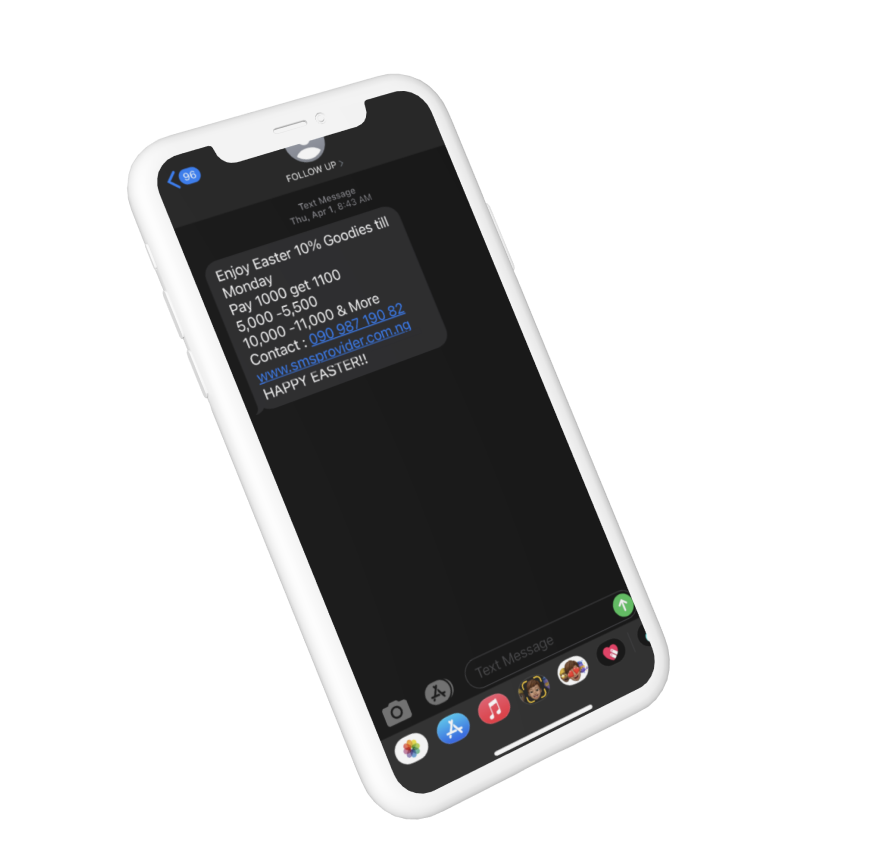 96
FOLLOW UP >
Text Message
Thu, Apr 1, 8:43 AM
Enjoy Easter 10% Goodies till
Monday
Pay 1000 get 1100
5,000 -5,500
10,000 -11,000 & More
Contact : 090 987 190 82
www.smsprovider.com.ng
HAPPY EASTER!!
Text Message